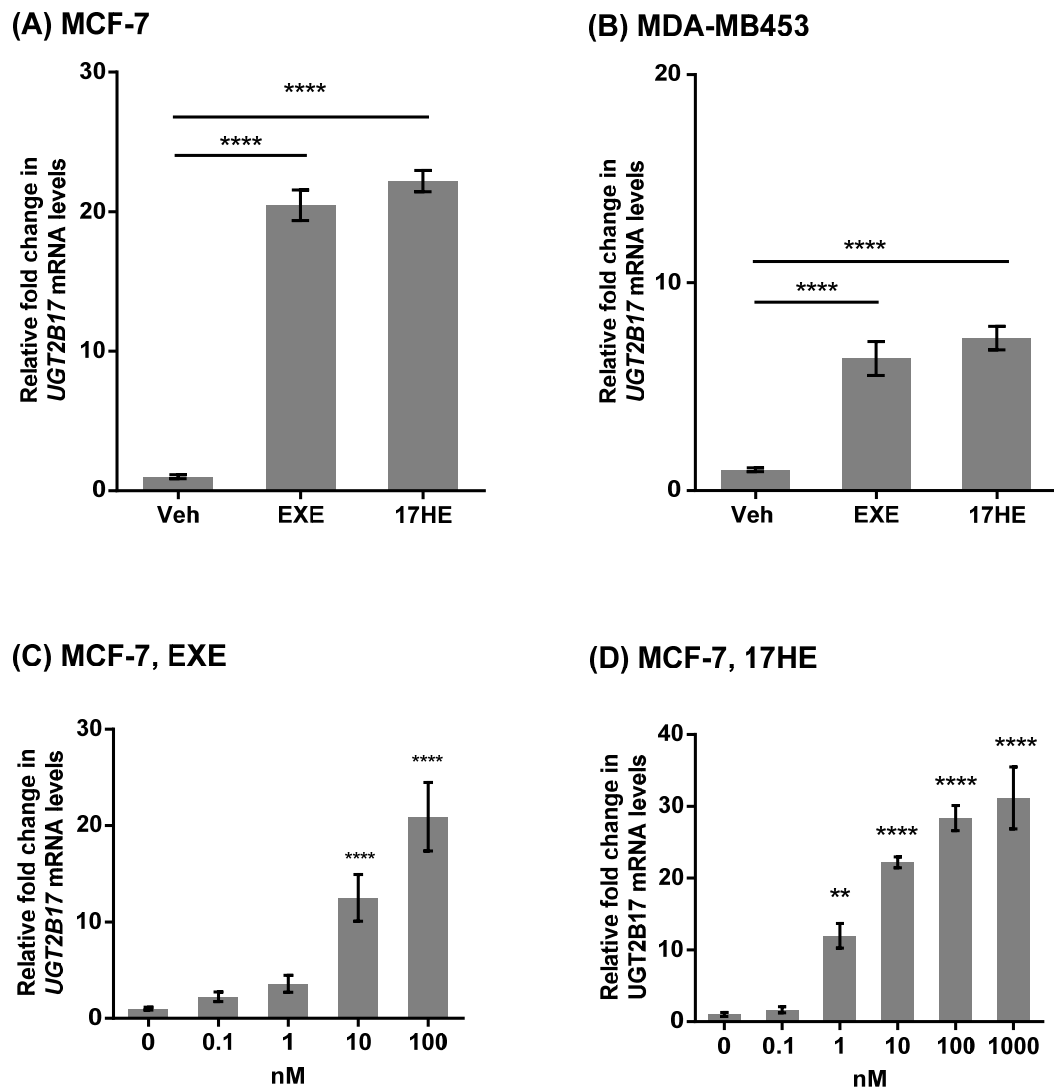 (A) MCF-7
Relative fold change in
UGT2B17 mRNA levels
30
20
10
0
****
****
Veh EXE 17HE
(B) MDA-MB453
Relative fold change in
UGT2B17 mRNA levels
20
10
0
****
****
Veh EXE 17HE
(C) MCF-7, EXE
Relative fold change in
UGT2B17 mRNA levels
30
20
10
0
****
****
0 0.1 1 10 100
nM
(D) MCF-7, 17HE
Relative fold change in
UGT2B17 mRNA levels
40
30
20
10
0
**
****
****
****
0 0.1 1 10 100 1000
nM